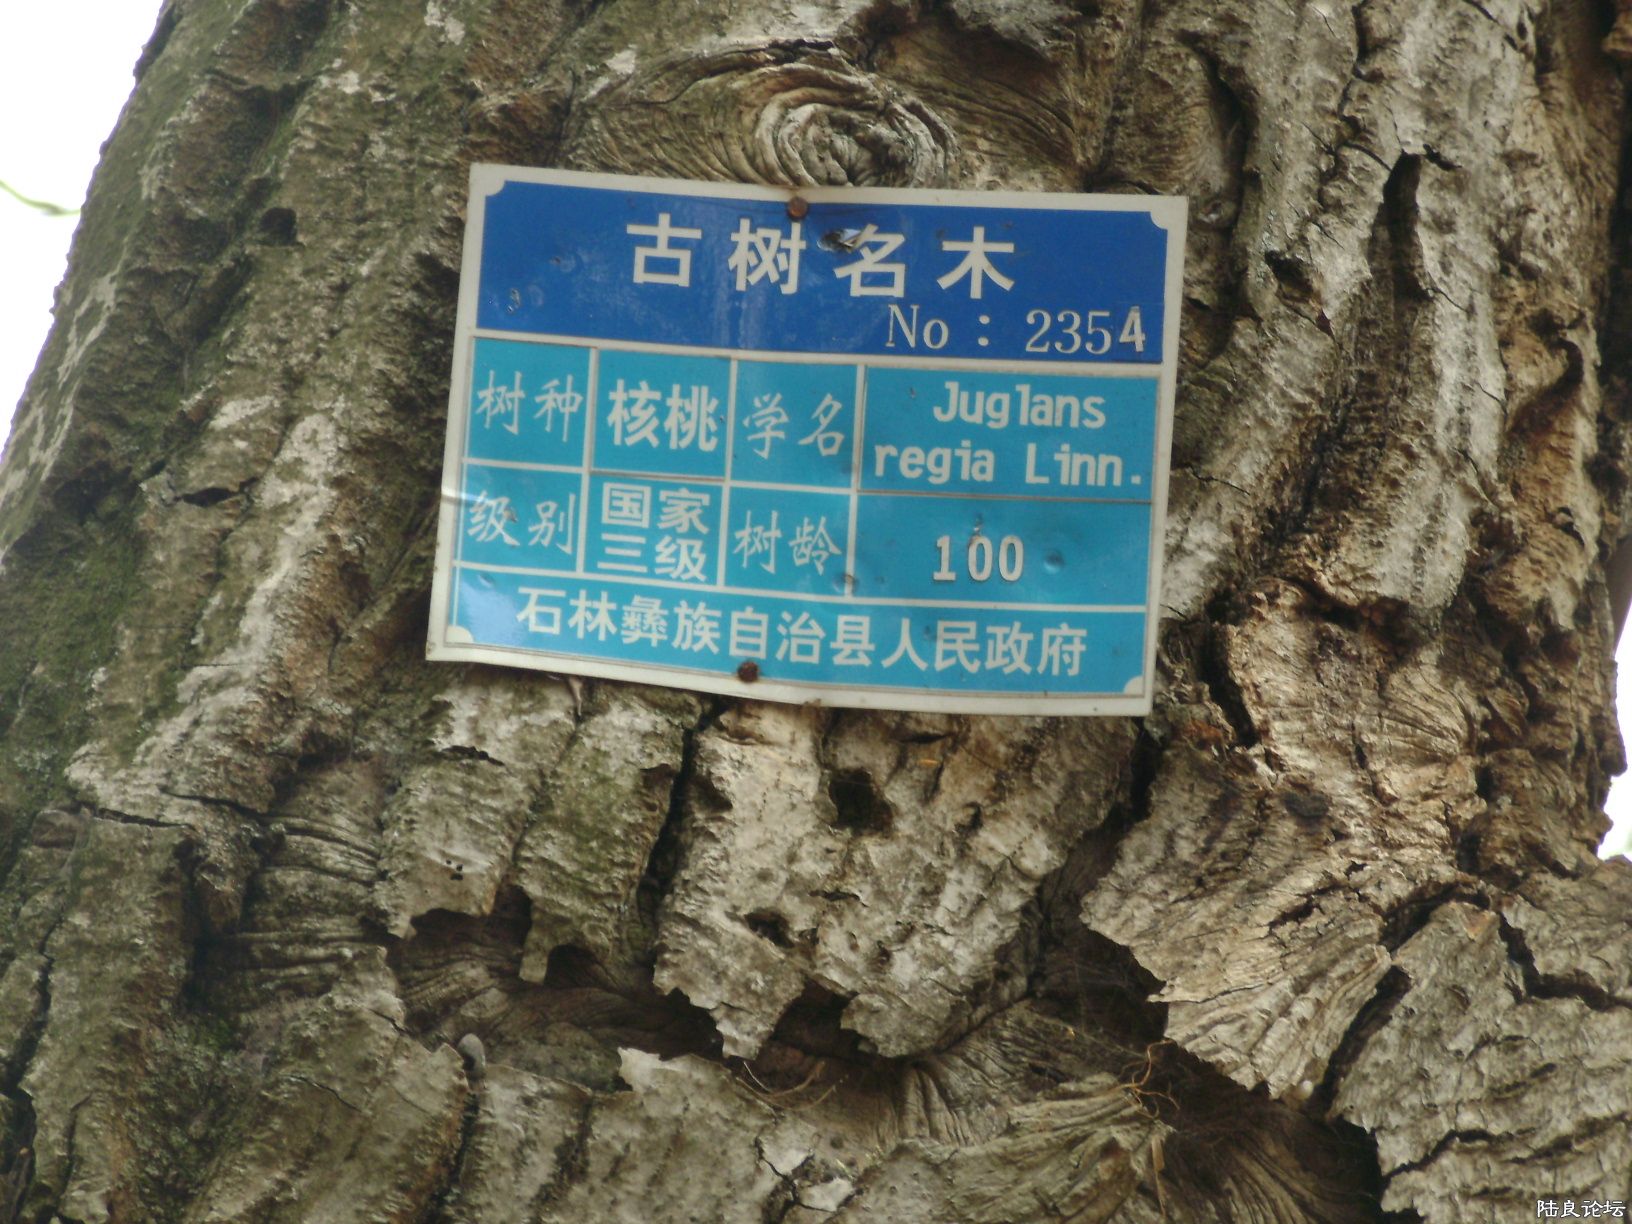 古树名木
No：2354
树种 核桃 学名 Juglans regia Linn.
级别 国家三级 树龄 100
石林彝族自治县人民政府
陆良论坛